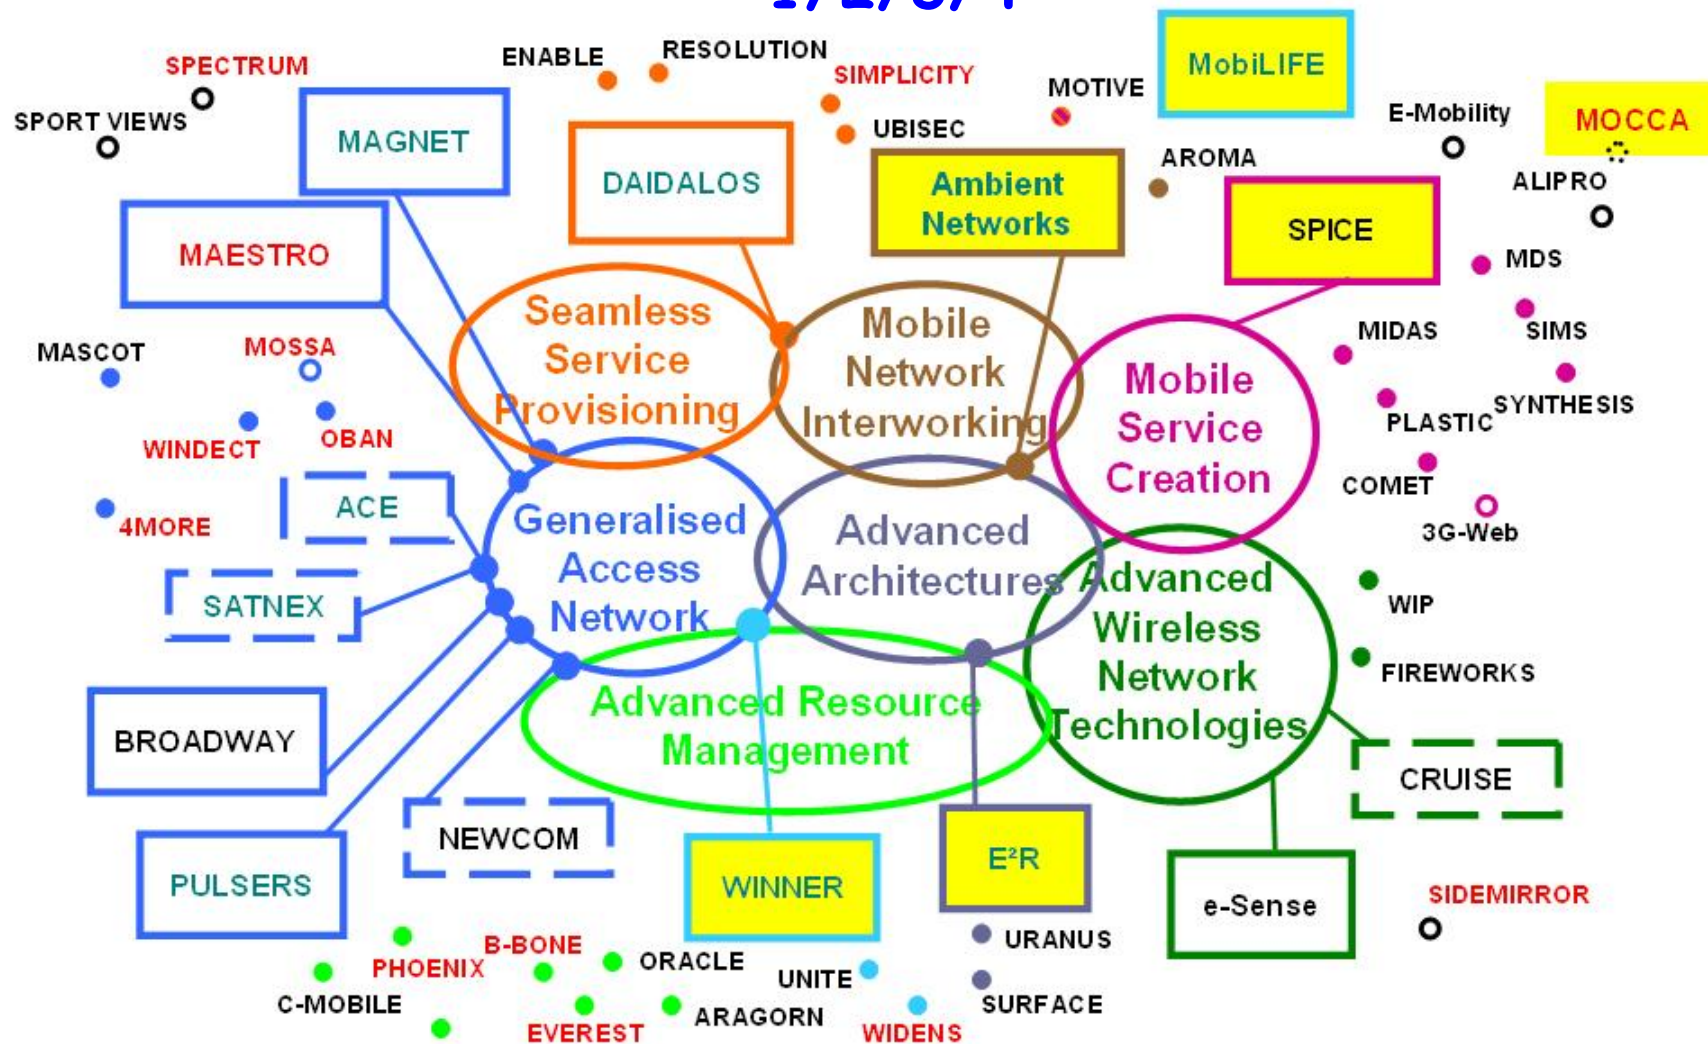 SPECTRUM
SPORT VIEWS
MAGNET
MAESTRO
ENABLE
RESOLUTION
SIMPLICITY
UBISEC
DAIDALOS
MOTIVE
MobiLIFE
Ambient
Networks
AROMA
E-Mobility
MOCCA
ALIPRO
SPICE
MDS
SIMS
MIDAS
SYNTHESIS
PLASTIC
COMET
3G-Web
MASCOT
MOSSA
WINDECT
OBAN
ACE
4MORE
SATNEX
Seamless
Service
Provisioning
Mobile
Network
Interworking
Mobile
Service
Creation
Generalised
Access
Network
Advanced
Architectures
Advanced
Wireless
Network
Technologies
WIP
FIREWORKS
Advanced Resource
Management
BROADWAY
CRUISE
NEWCOM
PULSERS
WINNER
E²R
e-Sense
SIDEMIRROR
PHOENIX
B-BONE
ORACLE
C-MOBILE
EVEREST
ARAGORN
UNITE
WIDENS
URANUS
SURFACE